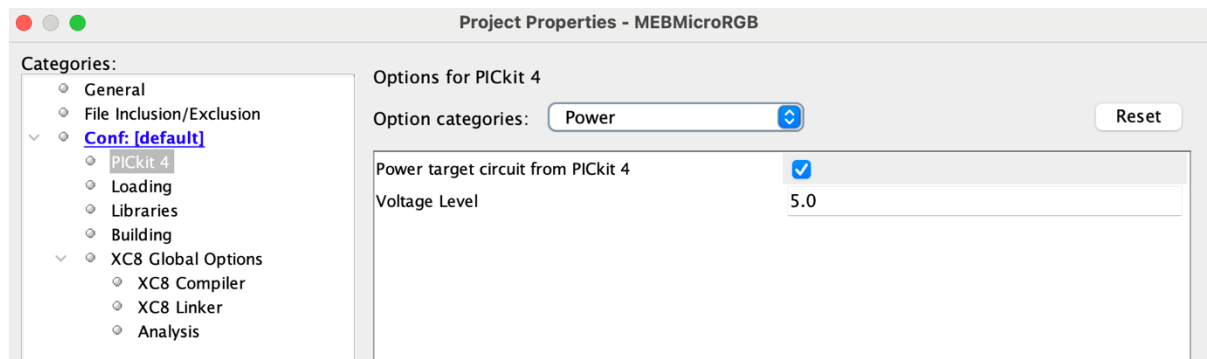 Project Properties - MEBMicroRGB
Categories:
General
File Inclusion/Exclusion
Conf: [default]
PICkit 4
Loading
Libraries
Building
XC8 Global Options
XC8 Compiler
XC8 Linker
Analysis
Options for PICkit 4
Option categories: Power Reset
Power target circuit from PICkit 4
Voltage Level 5.0